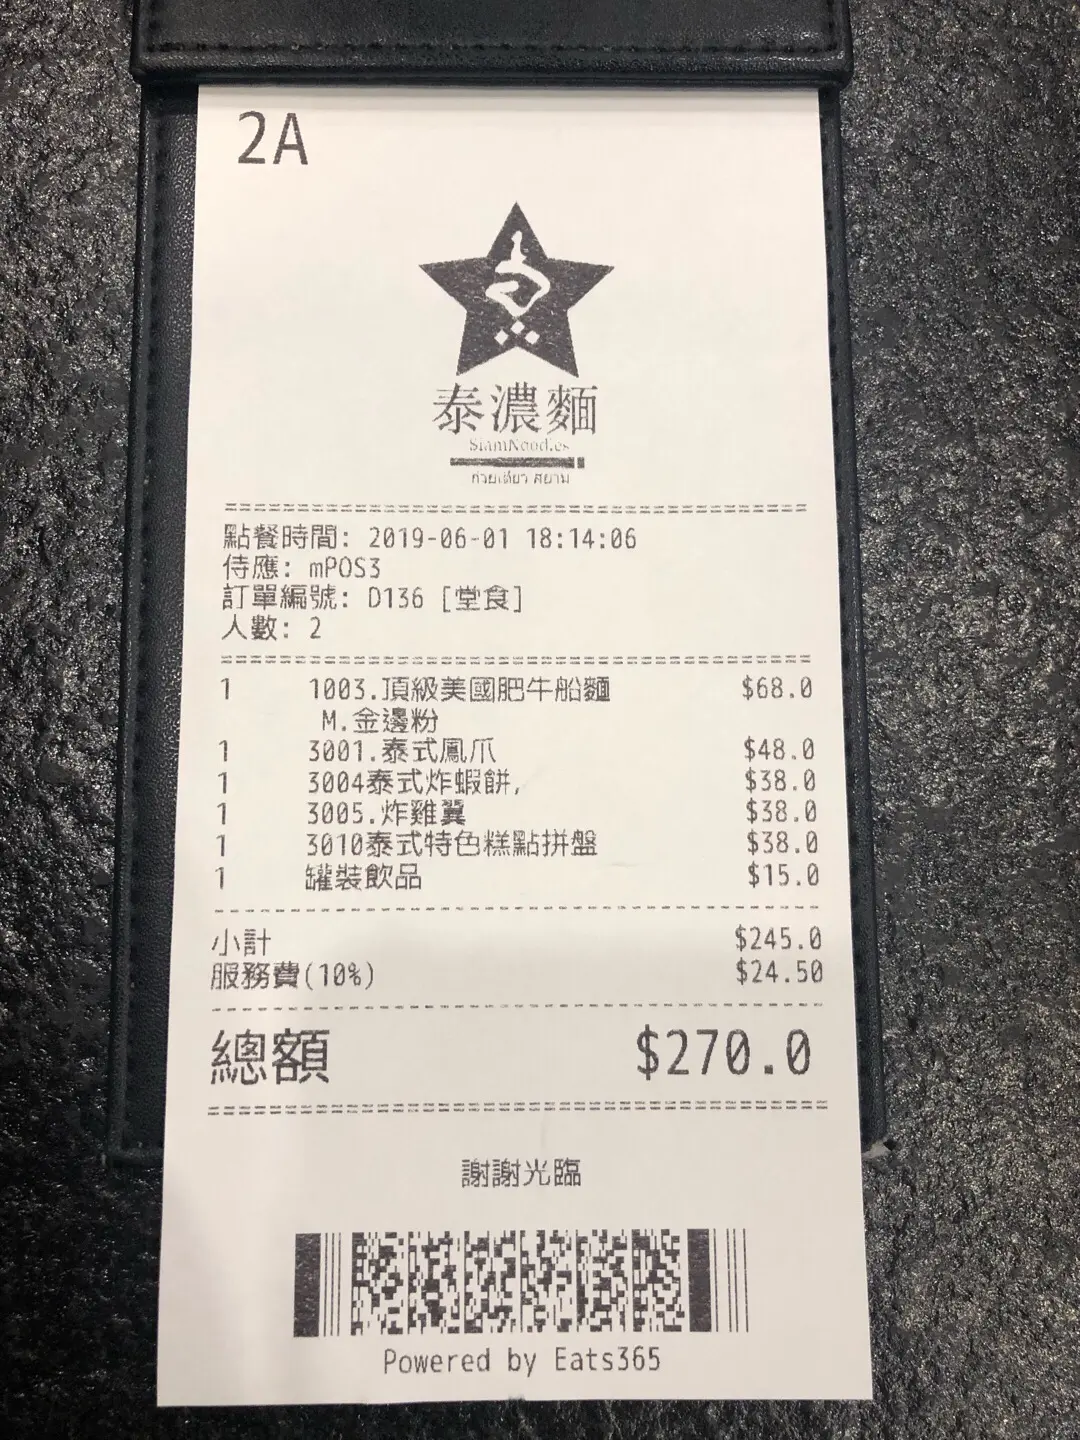 2A
泰濃麵
SiamNoodles
ก๋วยเตี๋ยว สยาม
點餐時間: 2019-06-01 18:14:06
侍應: mPOS3
訂單編號: D136 [堂食]
人數: 2
1 1003.頂級美國肥牛船麵 $68.0
M.金邊粉
1 3001.泰式鳳爪 $48.0
1 3004泰式炸蝦餅, $38.0
1 3005.炸雞翼 $38.0
1 3010泰式特色糕點拼盤 $38.0
1 罐裝飲品 $15.0
小計 $245.0
服務費(10%) $24.50
總額 $270.0
謝謝光臨
Powered by Eats365